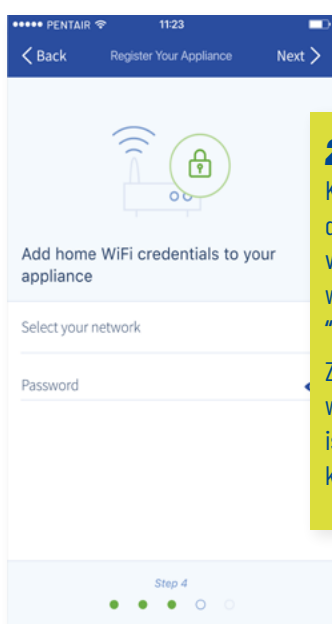 PENTAIR 11:23
Back Register Your Appliance Next
Add home WiFi credentials to your
appliance
Select your network
Password
Step 4